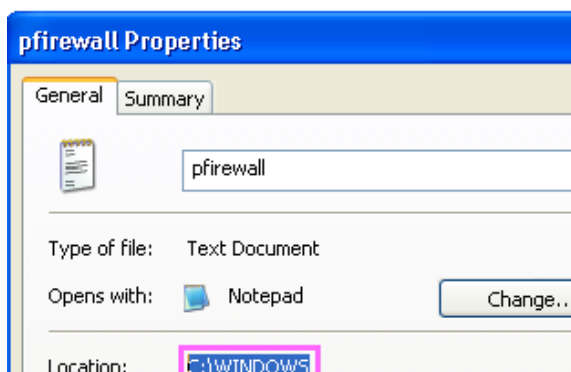 pfirewall Properties
General Summary
pfirewall
Type of file: Text Document
Opens with: Notepad Change..
Location: C:\WINDOWS